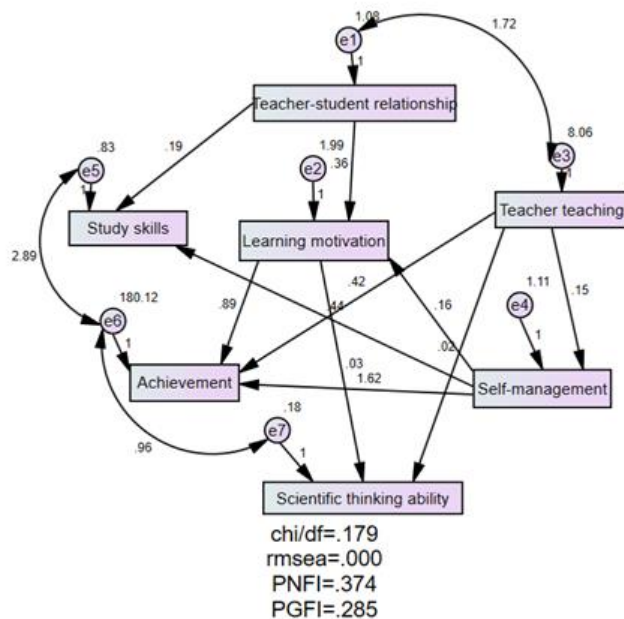 1.08
e1
1.72
1
Teacher-student relationship
8.06
e3
1
.83
e5
1
.19
1.99
e2
.36
1
Study skills
Learning motivation
Teacher teaching
2.89
.42
1.11
e4
.15
180.12
e6
.89
.44
.16
1
1
.02
Achievement
.03
1.62
Self-management
.18
e7
.96
1
Scientific thinking ability
chi/df=.179
rmsea=.000
PNFI=.374
PGFI=.285